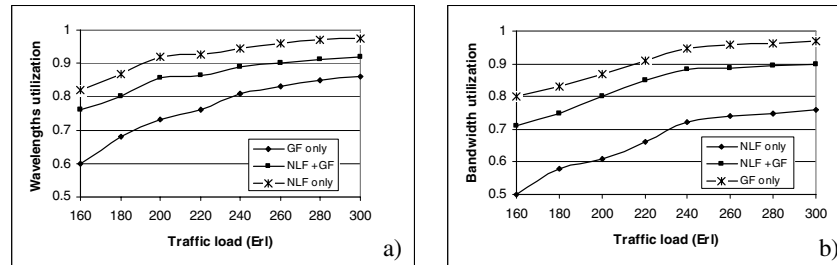 1
0.9
0.8
0.7
0.6
0.5
Wavelengths utilization
GF only
NLF +GF
NLF only
160 180 200 220 240 260 280 300
Traffic load (Erl)
a)
1
0.9
0.8
0.7
0.6
0.5
Bandwidth utilization
NLF only
NLF +GF
GF only
160 180 200 220 240 260 280 300
Traffic load (Erl)
b)